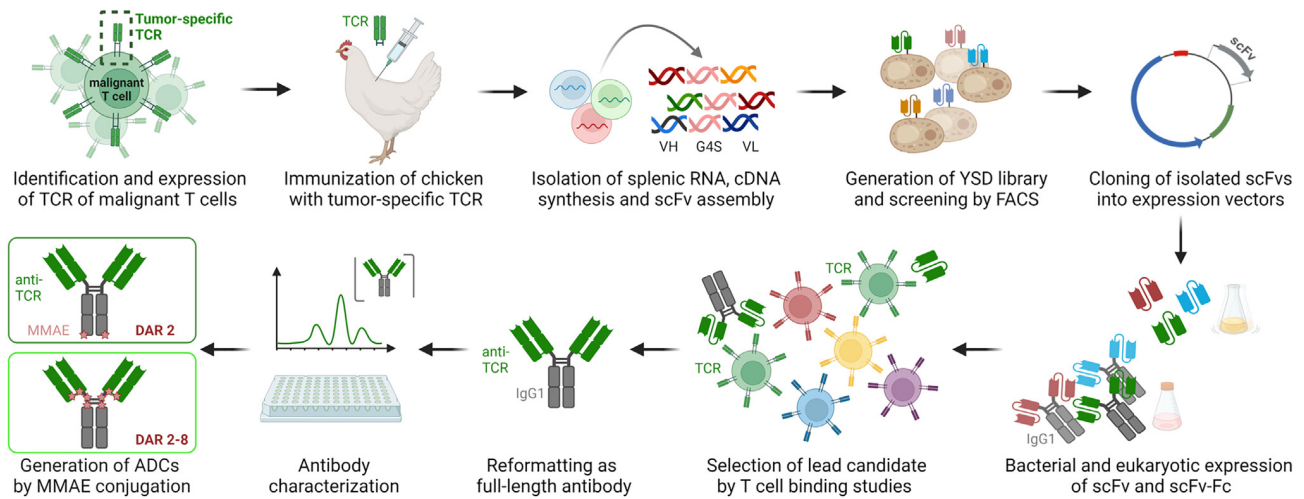 Tumor-specific
TCR
malignant
T cell
Identification and expression
of TCR of malignant T cells
TCR
Immunization of chicken
with tumor-specific TCR
VH G4S VL
Isolation of splenic RNA, cDNA
synthesis and scFv assembly
Generation of YSD library
and screening by FACS
scFv
Cloning of isolated scFvs
into expression vectors
IgG1
Bacterial and eukaryotic expression
of scFv and scFv-Fc
TCR
TCR
Selection of lead candidate
by T cell binding studies
anti-
TCR
IgG1
Reformatting as
full-length antibody
Antibody
characterization
anti-
TCR
MMAE
DAR 2
DAR 2-8
Generation of ADCs
by MMAE conjugation